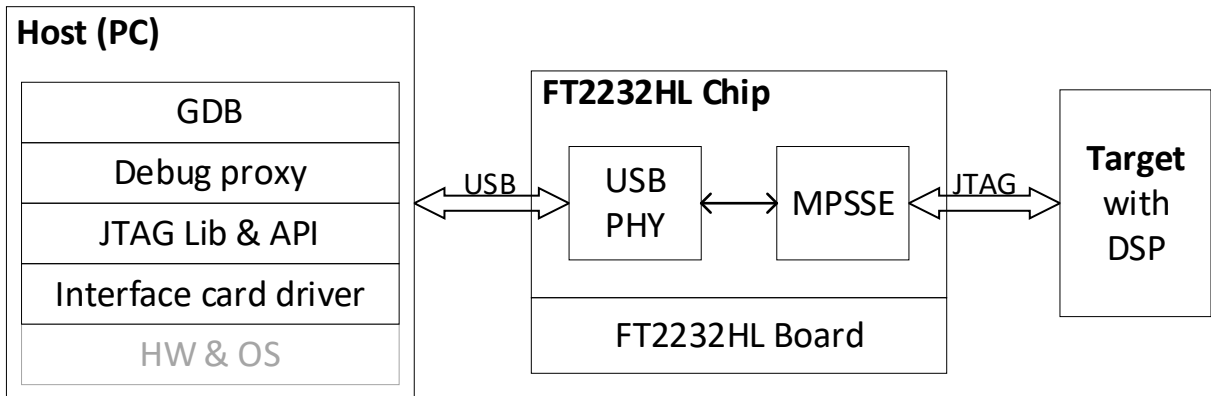 Host (PC)
GDB
Debug proxy
JTAG Lib & API
Interface card driver
HW & OS
USB
FT2232HL Chip
USB
PHY
MPSSE
FT2232HL Board
JTAG
Target
with
DSP